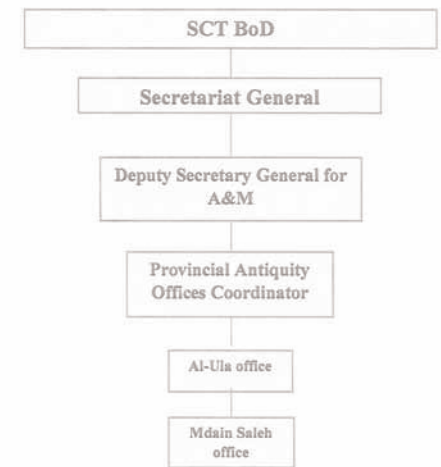 SCT BoD
Secretariat General
Deputy Secretary General for
A&M
Provincial Antiquity
Offices Coordinator
Al-Ula office
Mdain Saleh
office